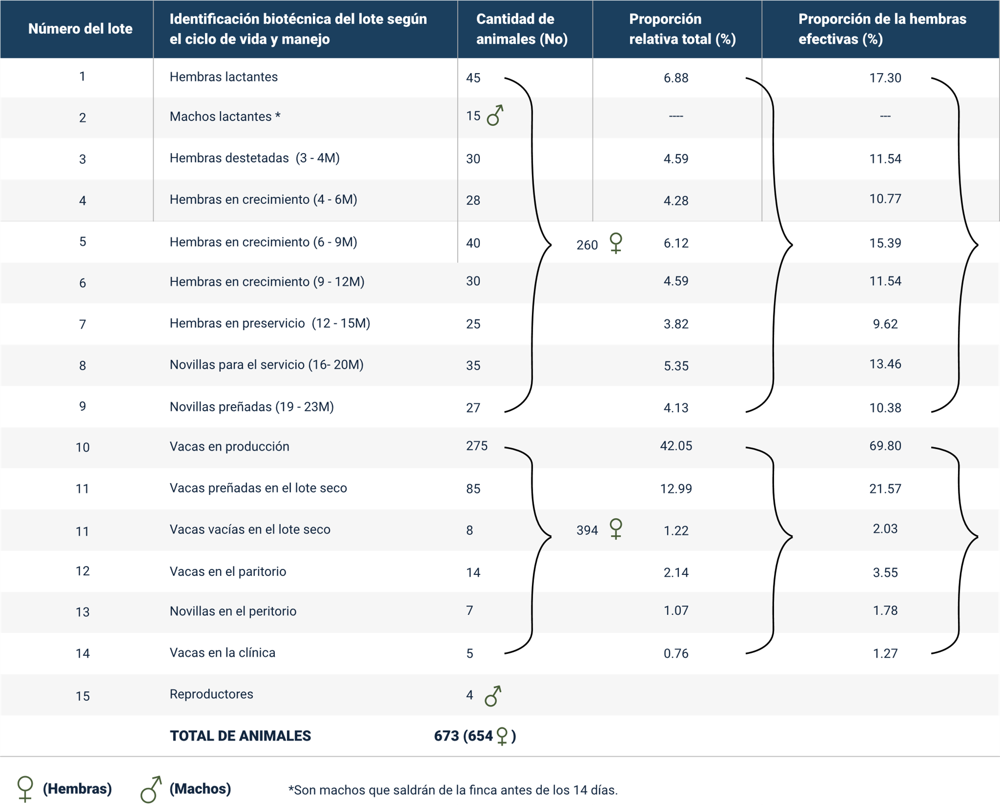 Número del lote | Identificación biotécnica del lote según el ciclo de vida y manejo | Cantidad de animales (No) | Proporción relativa total (%) | Proporción de la hembras efectivas (%)
1 Hembras lactantes 45 6.88 17.30
2 Machos lactantes * 15 ♂ ---- ---
3 Hembras destetadas (3 - 4M) 30 4.59 11.54
4 Hembras en crecimiento (4 - 6M) 28 4.28 10.77
5 Hembras en crecimiento (6 - 9M) 40 260 ♀ 6.12 15.39
6 Hembras en crecimiento (9 - 12M) 30 4.59 11.54
7 Hembras en preservicio (12 - 15M) 25 3.82 9.62
8 Novillas para el servicio (16- 20M) 35 5.35 13.46
9 Novillas preñadas (19 - 23M) 27 4.13 10.38
10 Vacas en producción 275 42.05 69.80
11 Vacas preñadas en el lote seco 85 12.99 21.57
11 Vacas vacías en el lote seco 8 394 ♀ 1.22 2.03
12 Vacas en el paritorio 14 2.14 3.55
13 Novillas en el peritorio 7 1.07 1.78
14 Vacas en la clínica 5 0.76 1.27
15 Reproductores 4 ♂
TOTAL DE ANIMALES 673 (654 ♀ )
♀ (Hembras) ♂ (Machos) *Son machos que saldrán de la finca antes de los 14 días.